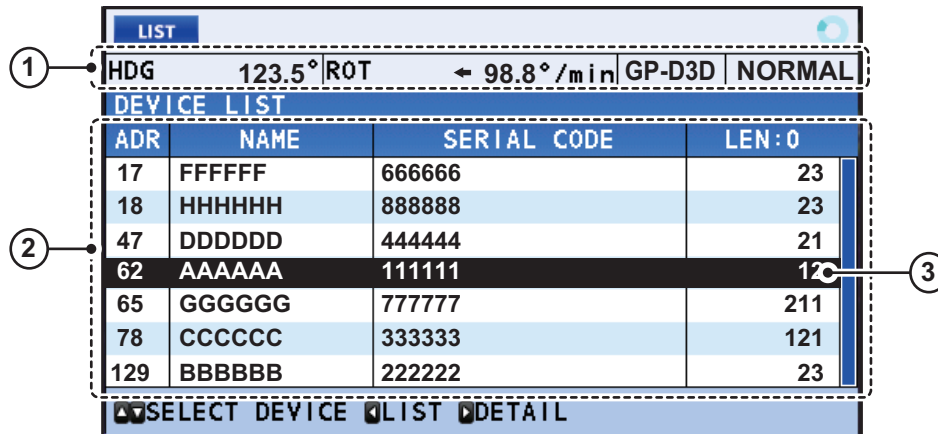 LIST
① HDG 123.5° ROT ← 98.8°/min GP-D3D NORMAL
DEVICE LIST
ADR NAME SERIAL CODE LEN:0
17 FFFFFF 666666 23
18 HHHHHH 888888 23
② 47 DDDDDD 444444 21
62 AAAAAA 111111 12 ③
65 GGGGGG 777777 211
78 CCCCCC 333333 121
129 BBBBBB 222222 23
▲▼SELECT DEVICE ◀LIST ▶DETAIL